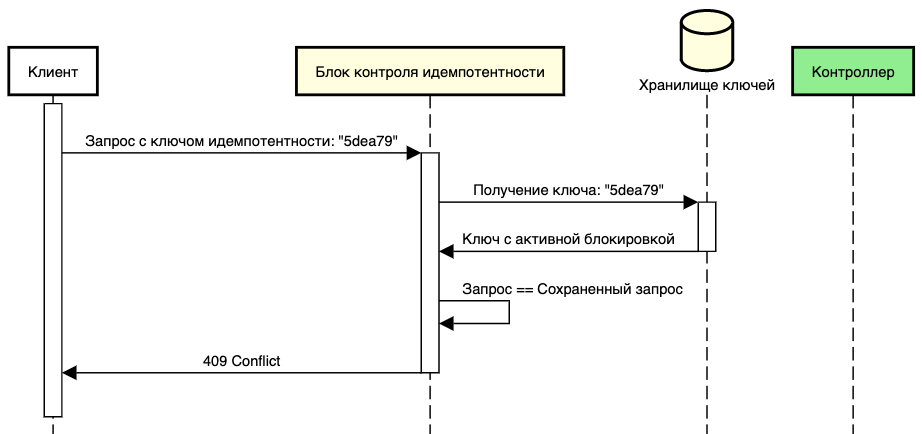 Клиент
Блок контроля идемпотентности
Хранилище ключей
Контроллер
Запрос с ключом идемпотентности: "5dea79"
Получение ключа: "5dea79"
Ключ с активной блокировкой
Запрос == Сохраненный запрос
409 Conflict